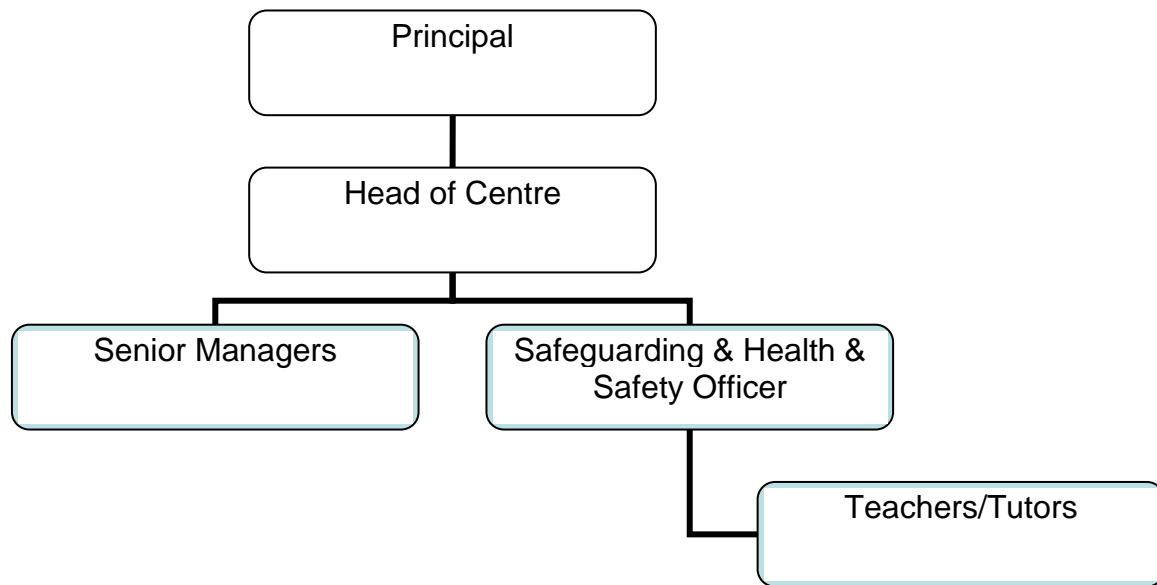 Principal
Head of Centre
Senior Managers
Safeguarding & Health &
Safety Officer
Teachers/Tutors